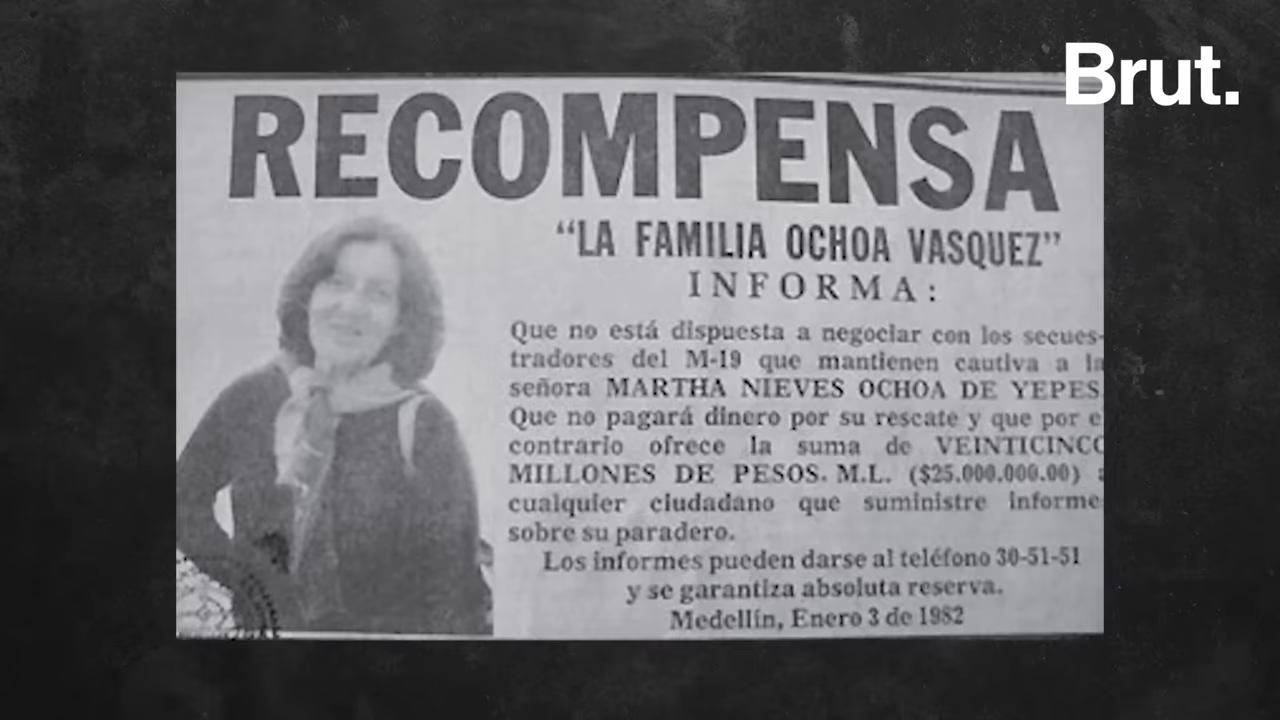 Brut.
RECOMPENSA
“LA FAMILIA OCHOA VASQUEZ”
INFORMA:
Que no está dispuesta a negociar con los secues-
tradores del M-19 que mantienen cautiva a la
señora MARTHA NIEVES OCHOA DE YEPES
Que no pagará dinero por su rescate y que por e
contrario ofrece la suma de VEINTICINCO
MILLONES DE PESOS. M.L. ($25.000.000.00)
cualquier ciudadano que suministre informe
sobre su paradero.
Los informes pueden darse al teléfono 30-51-51
y se garantiza absoluta reserva.
Medellín, Enero 3 de 1982